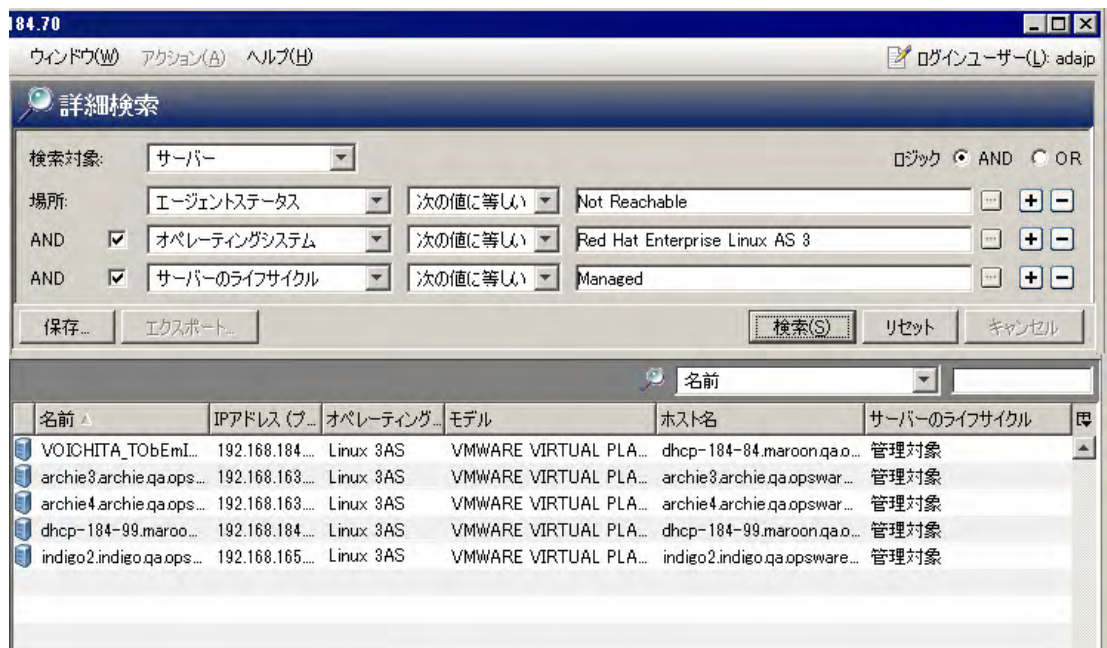 184.70
ウィンドウ(W) アクション(A) ヘルプ(H) ログインユーザー(L): adajp
詳細検索
検索対象: サーバー ロジック AND OR
場所: エージェントステータス 次の値に等しい Not Reachable ... + -
AND オペレーティングシステム 次の値に等しい Red Hat Enterprise Linux AS 3 ... + -
AND サーバーのライフサイクル 次の値に等しい Managed ... + -
保存... エクスポート... 検索(S) リセット キャンセル
名前
名前 IPアドレス (プ... オペレーティング... モデル ホスト名 サーバーのライフサイクル
VOICHITA_TObEmI... 192.168.184.... Linux 3AS VMWARE VIRTUAL PLA... dhcp-184-84.maroon.qa.o... 管理対象
archie3.archie.qa.ops... 192.168.163.... Linux 3AS VMWARE VIRTUAL PLA... archie3.archie.qa.opswar... 管理対象
archie4.archie.qa.ops... 192.168.163.... Linux 3AS VMWARE VIRTUAL PLA... archie4.archie.qa.opswar... 管理対象
dhcp-184-99.maroo... 192.168.184.... Linux 3AS VMWARE VIRTUAL PLA... dhcp-184-99.maroon.qa.o... 管理対象
indigo2.indigo.qa.ops... 192.168.165.... Linux 3AS VMWARE VIRTUAL PLA... indigo2.indigo.qa.opsware... 管理対象